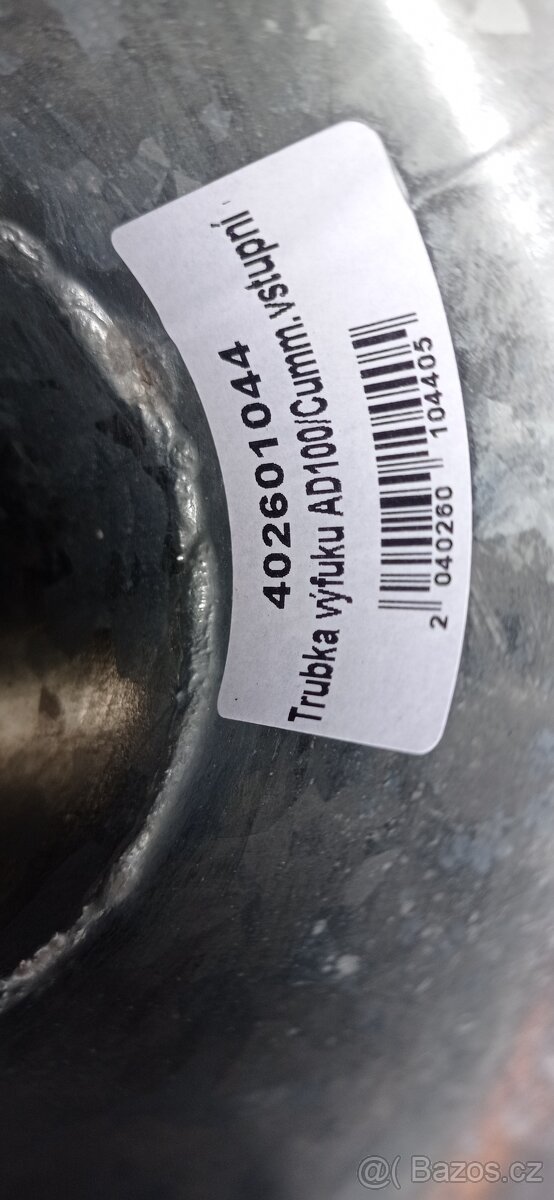 402601044
Trubka výfuku AD100/Cumm.vstupní
2 040260 104405
@( Bazos.cz